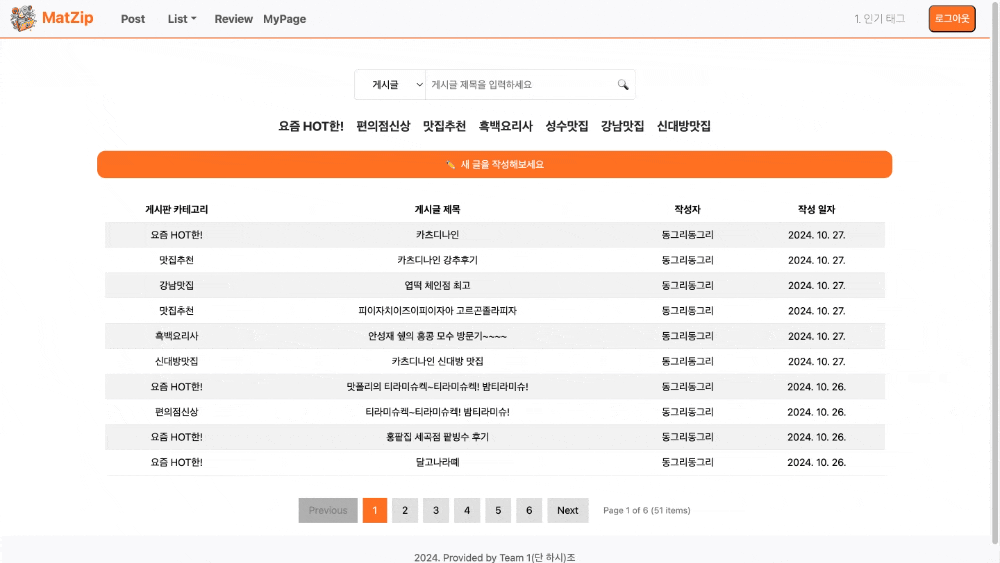 MatZip Post List Review MyPage 1. 인기 태그 로그아웃
게시글 게시글 제목을 입력하세요
요즘 HOT한! 편의점신상 맛집추천 흑백요리사 성수맛집 강남맛집 신대방맛집
새 글을 작성해보세요
게시판 카테고리 게시글 제목 작성자 작성 일자
요즘 HOT한! 카츠디나인 동그리동그리 2024. 10. 27.
맛집추천 카츠디나인 강추후기 동그리동그리 2024. 10. 27.
강남맛집 엽떡 체인점 최고 동그리동그리 2024. 10. 27.
맛집추천 피이자치이즈이피이자아 고르곤졸라피자 동그리동그리 2024. 10. 27.
흑백요리사 안성재 쉪의 홍콩 모수 방문기~~~~ 동그리동그리 2024. 10. 27.
신대방맛집 카츠디나인 신대방 맛집 동그리동그리 2024. 10. 27.
요즘 HOT한! 맛폴리의 티라미슈켁~티라미슈켁! 밤티라미슈! 동그리동그리 2024. 10. 26.
편의점신상 티라미슈켁~티라미슈켁! 밤티라미슈! 동그리동그리 2024. 10. 26.
요즘 HOT한! 홍팥집 세곡점 팥빙수 후기 동그리동그리 2024. 10. 26.
요즘 HOT한! 달고나라떼 동그리동그리 2024. 10. 26.
Previous 1 2 3 4 5 6 Next Page 1 of 6 (51 items)
2024. Provided by Team 1(단 하시)조